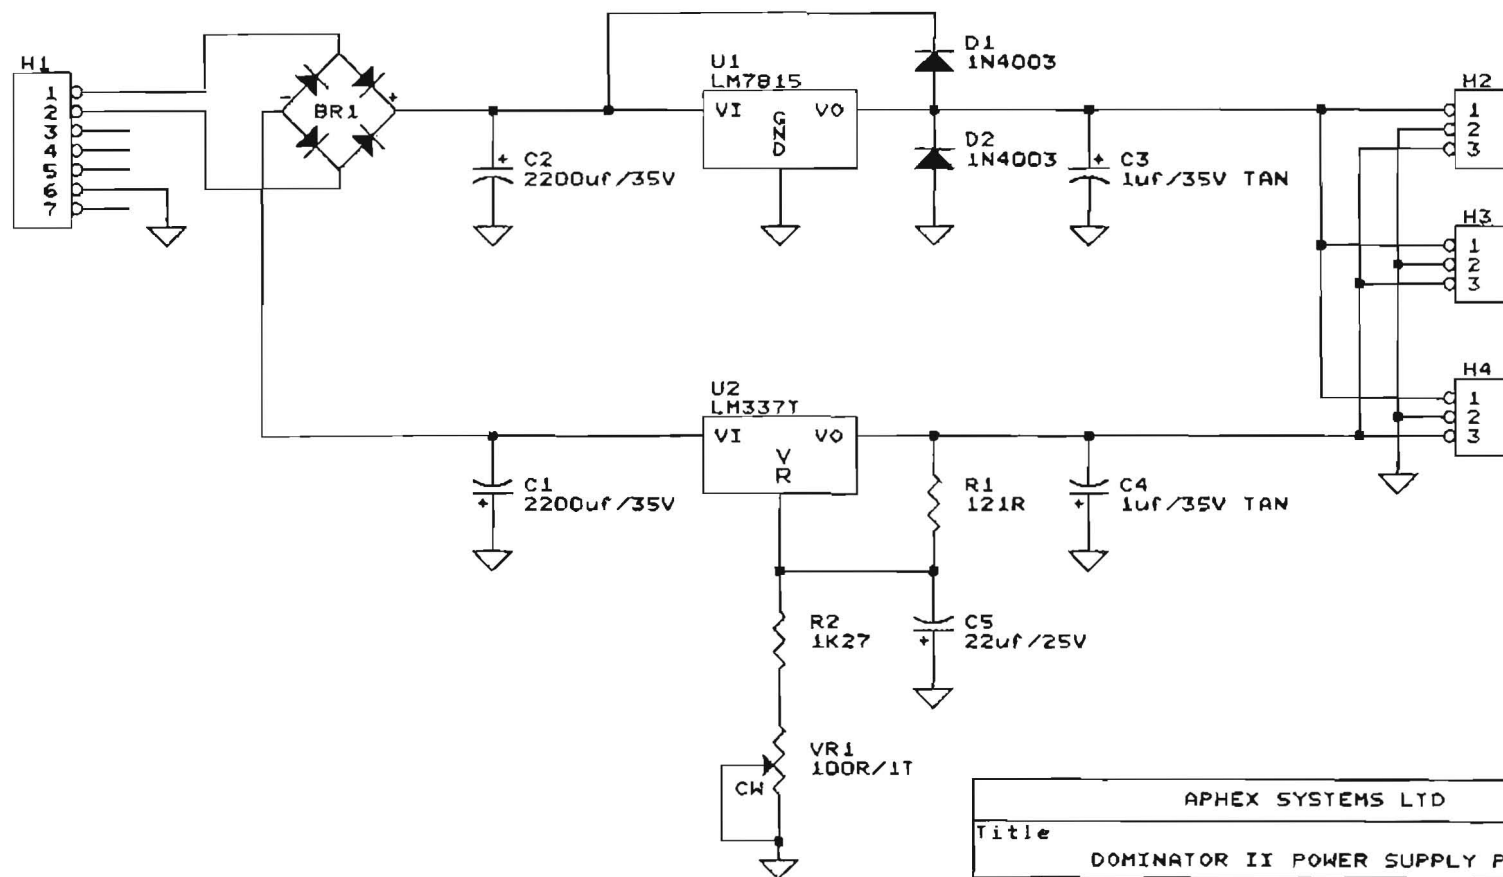 H1
1
2
3
4
5
6
7
- BR1 +
+ C2
2200uf/35V
U1
LM7815
VI GND VO
D1
1N4003
D2
1N4003
+ C3
1uf/35V TAN
H2
1
2
3
H3
1
2
3
H4
1
2
3
C1
+ 2200uf/35V
U2
LM337T
VI VR VO
R1
121R
C4
+ 1uf/35V TAN
R2
1K27
C5
+ 22uf/25V
VR1
100R/1T
CW
APHEX SYSTEMS LTD
Title
DOMINATOR II POWER SUPPLY P